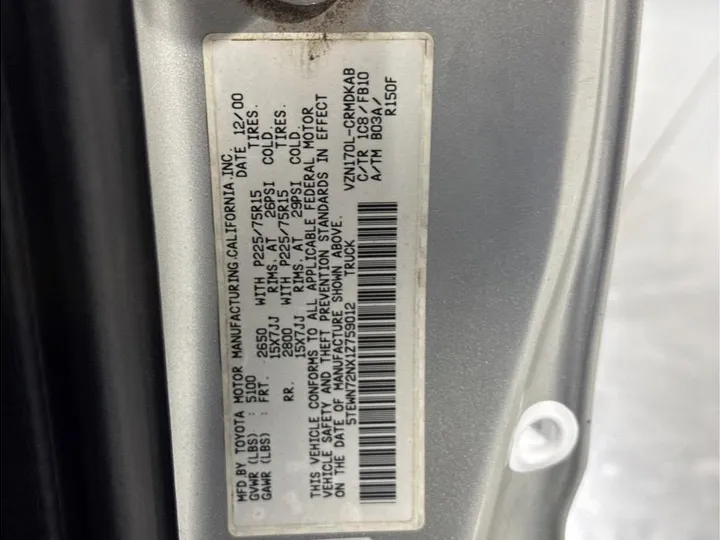 MFD BY TOYOTA MOTOR MANUFACTURING.CALIFORNIA.INC.
GVWR (LBS) : 5100 DATE 12/00
GAWR (LBS) : FRT. 2650 WITH P225/75R15 TIRES.
15X7JJ RIMS. AT 26PSI COLD.
RR. 2800 WITH P225/75R15 TIRES.
15X7JJ RIMS. AT 29PSI COLD.
THIS VEHICLE CONFORMS TO ALL APPLICABLE FEDERAL MOTOR
VEHICLE SAFETY AND THEFT PREVENTION STANDARDS IN EFFECT
ON THE DATE OF MANUFACTURE SHOWN ABOVE.
5TEWN72NX1Z759012 TRUCK
VZN170L-CRMDKAB
C/TR 1C8/FB10
A/TM B03A/
R150F